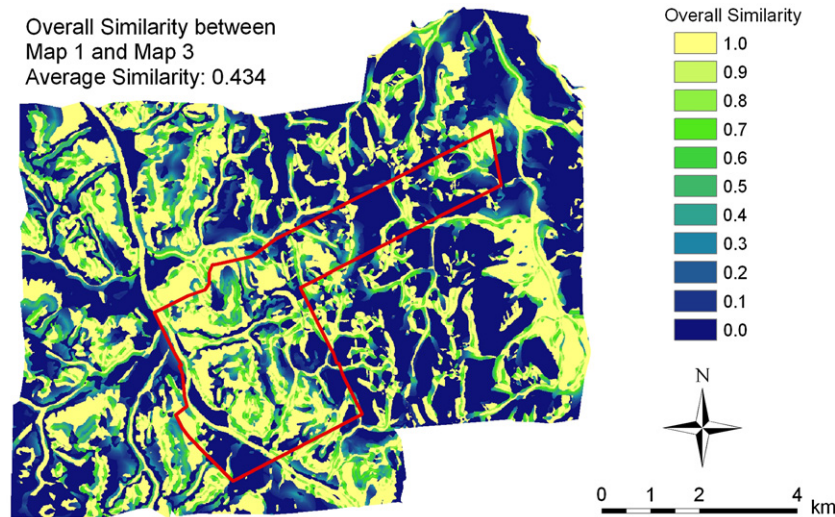 Overall Similarity between
Map 1 and Map 3
Average Similarity: 0.434
Overall Similarity
1.0
0.9
0.8
0.7
0.6
0.5
0.4
0.3
0.2
0.1
0.0
N
0 1 2 4
km